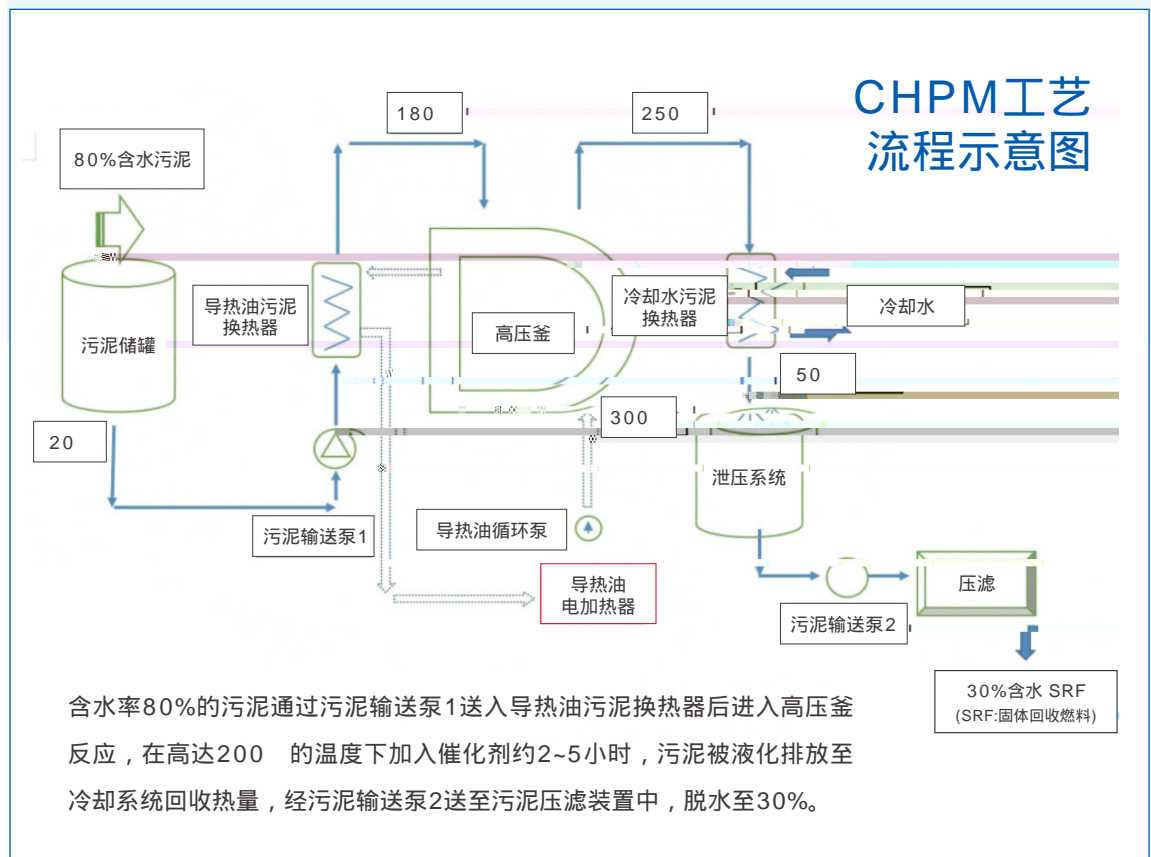 CHPM工艺
流程示意图
180
250
80%含水污泥
导热油污泥
换热器
污泥储罐
高压釜
冷却水污泥
换热器
冷却水
50
300
20
泄压系统
污泥输送泵1
导热油循环泵
导热油
电加热器
压滤
污泥输送泵2
30%含水 SRF
(SRF:固体回收燃料)
含水率80%的污泥通过污泥输送泵1送入导热油污泥换热器后进入高压釜
反应，在高达200 的温度下加入催化剂约2~5小时，污泥被液化排放至
冷却系统回收热量，经污泥输送泵2送至污泥压滤装置中，脱水至30%。